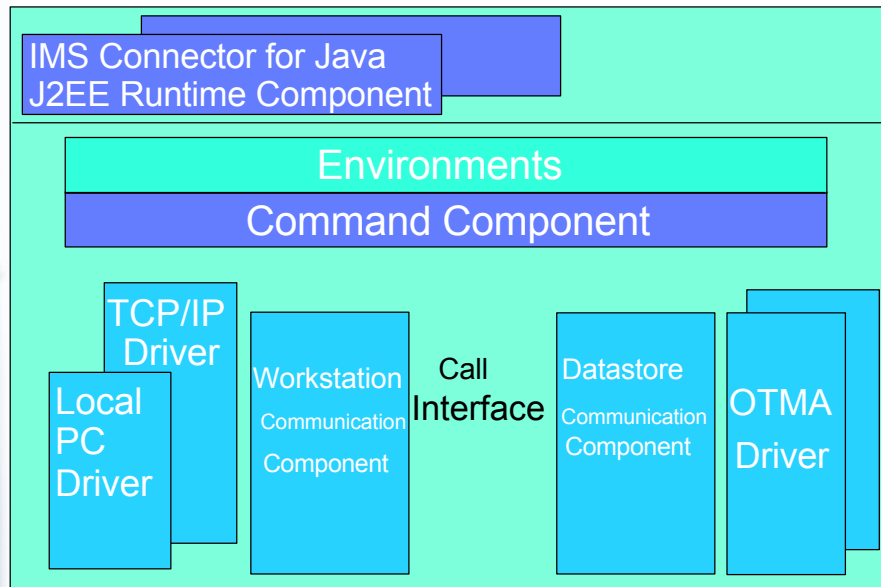 IMS Connector for Java
J2EE Runtime Component
Environments
Command Component
TCP/IP
Driver
Local
PC
Driver
Workstation
Communication
Component
Call
Interface
Datastore
Communication
Component
OTMA
Driver